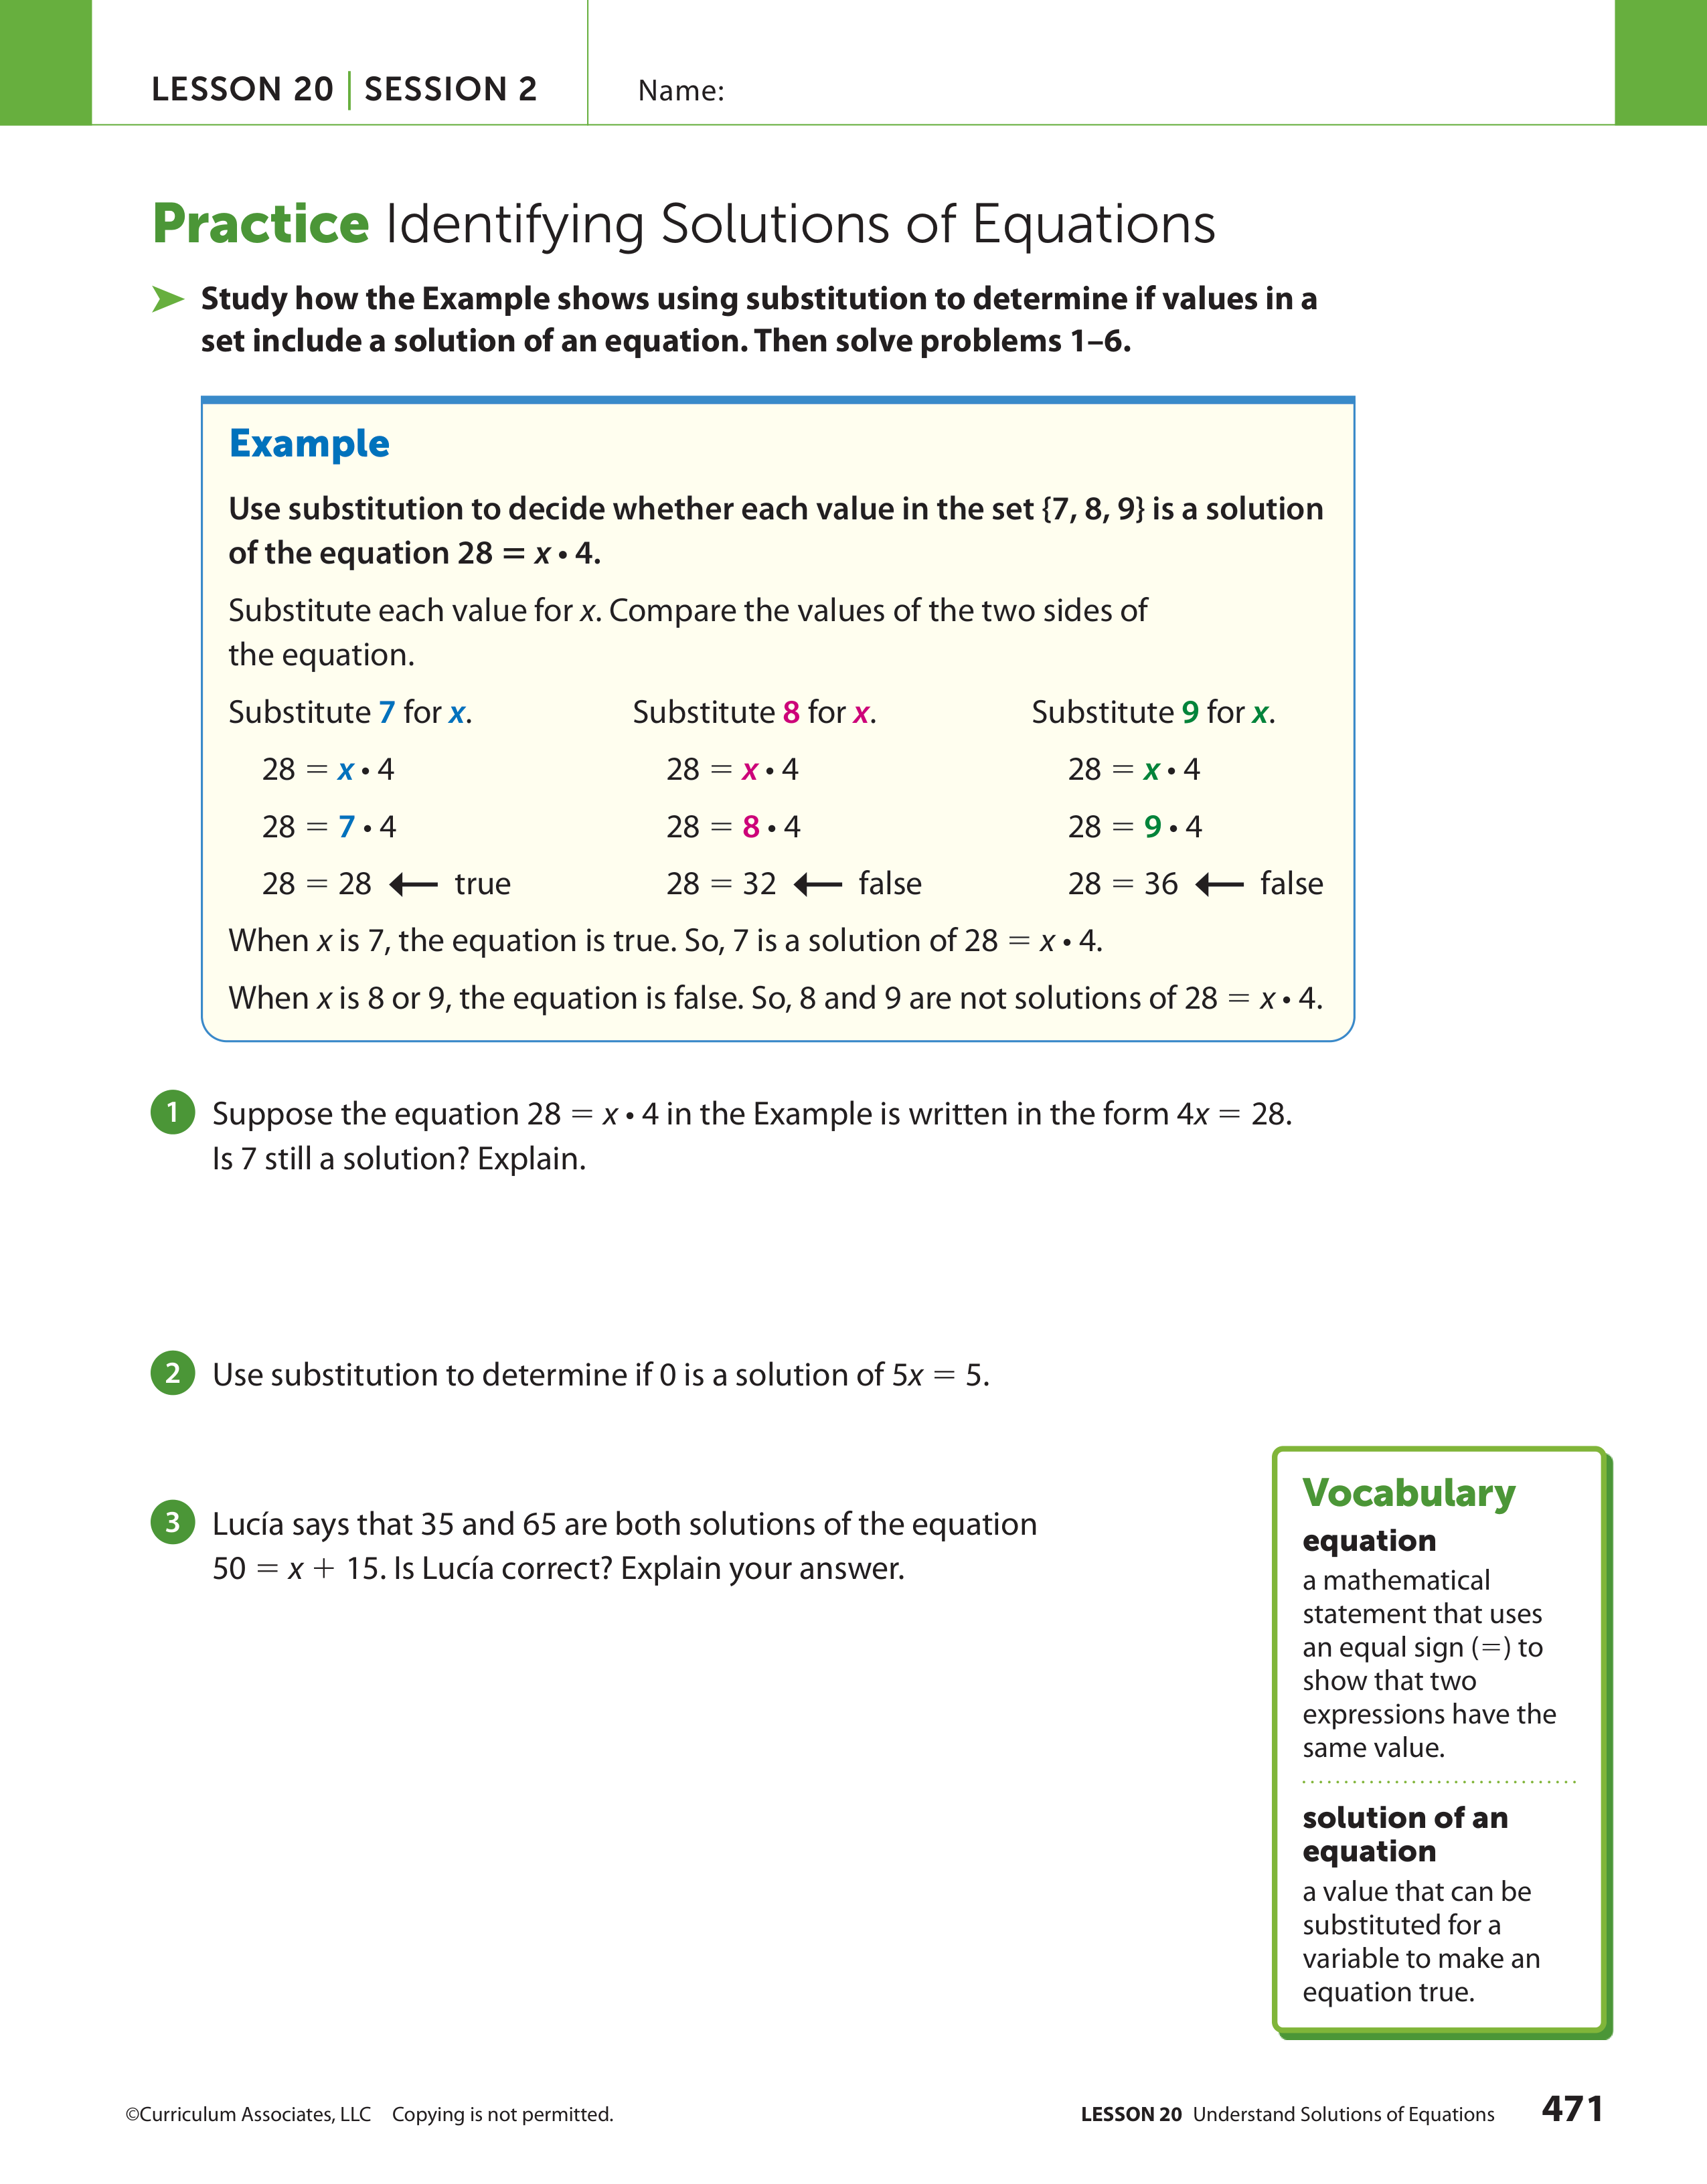 LESSON 20 | SESSION 2
Name:
Practice Identifying Solutions of Equations
Study how the Example shows using substitution to determine if values in a
set include a solution of an equation. Then solve problems 1–6.
Example
Use substitution to decide whether each value in the set {7, 8, 9} is a solution
of the equation 28 = x • 4.
Substitute each value for x. Compare the values of the two sides of
the equation.
Substitute 7 for x. Substitute 8 for x. Substitute 9 for x.
28 = x • 4 28 = x • 4 28 = x • 4
28 = 7 • 4 28 = 8 • 4 28 = 9 • 4
28 = 28 ← true 28 = 32 ← false 28 = 36 ← false
When x is 7, the equation is true. So, 7 is a solution of 28 = x • 4.
When x is 8 or 9, the equation is false. So, 8 and 9 are not solutions of 28 = x • 4.
1 Suppose the equation 28 = x • 4 in the Example is written in the form 4x = 28.
Is 7 still a solution? Explain.
2 Use substitution to determine if 0 is a solution of 5x = 5.
3 Lucía says that 35 and 65 are both solutions of the equation
50 = x + 15. Is Lucía correct? Explain your answer.
Vocabulary
equation
a mathematical
statement that uses
an equal sign (=) to
show that two
expressions have the
same value.
solution of an
equation
a value that can be
substituted for a
variable to make an
equation true.
©Curriculum Associates, LLC Copying is not permitted.
LESSON 20 Understand Solutions of Equations 471